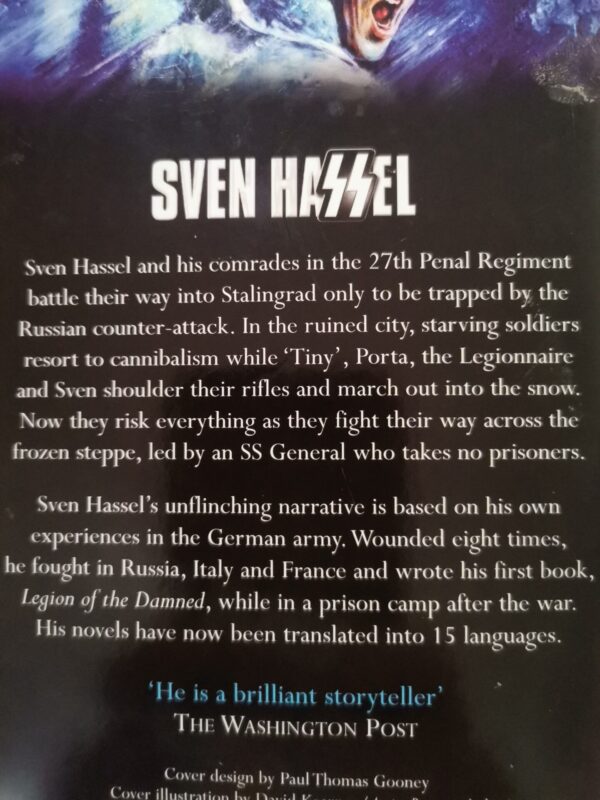 SVEN HASSEL
Sven Hassel and his comrades in the 27th Penal Regiment
battle their way into Stalingrad only to be trapped by the
Russian counter-attack. In the ruined city, starving soldiers
resort to cannibalism while ‘Tiny’, Porta, the Legionnaire
and Sven shoulder their rifles and march out into the snow.
Now they risk everything as they fight their way across the
frozen steppe, led by an SS General who takes no prisoners.
Sven Hassel’s unflinching narrative is based on his own
experiences in the German army. Wounded eight times,
he fought in Russia, Italy and France and wrote his first book,
Legion of the Damned, while in a prison camp after the war.
His novels have now been translated into 15 languages.
‘He is a brilliant storyteller’
THE WASHINGTON POST
Cover design by Paul Thomas Gooney
Cover illustration by David